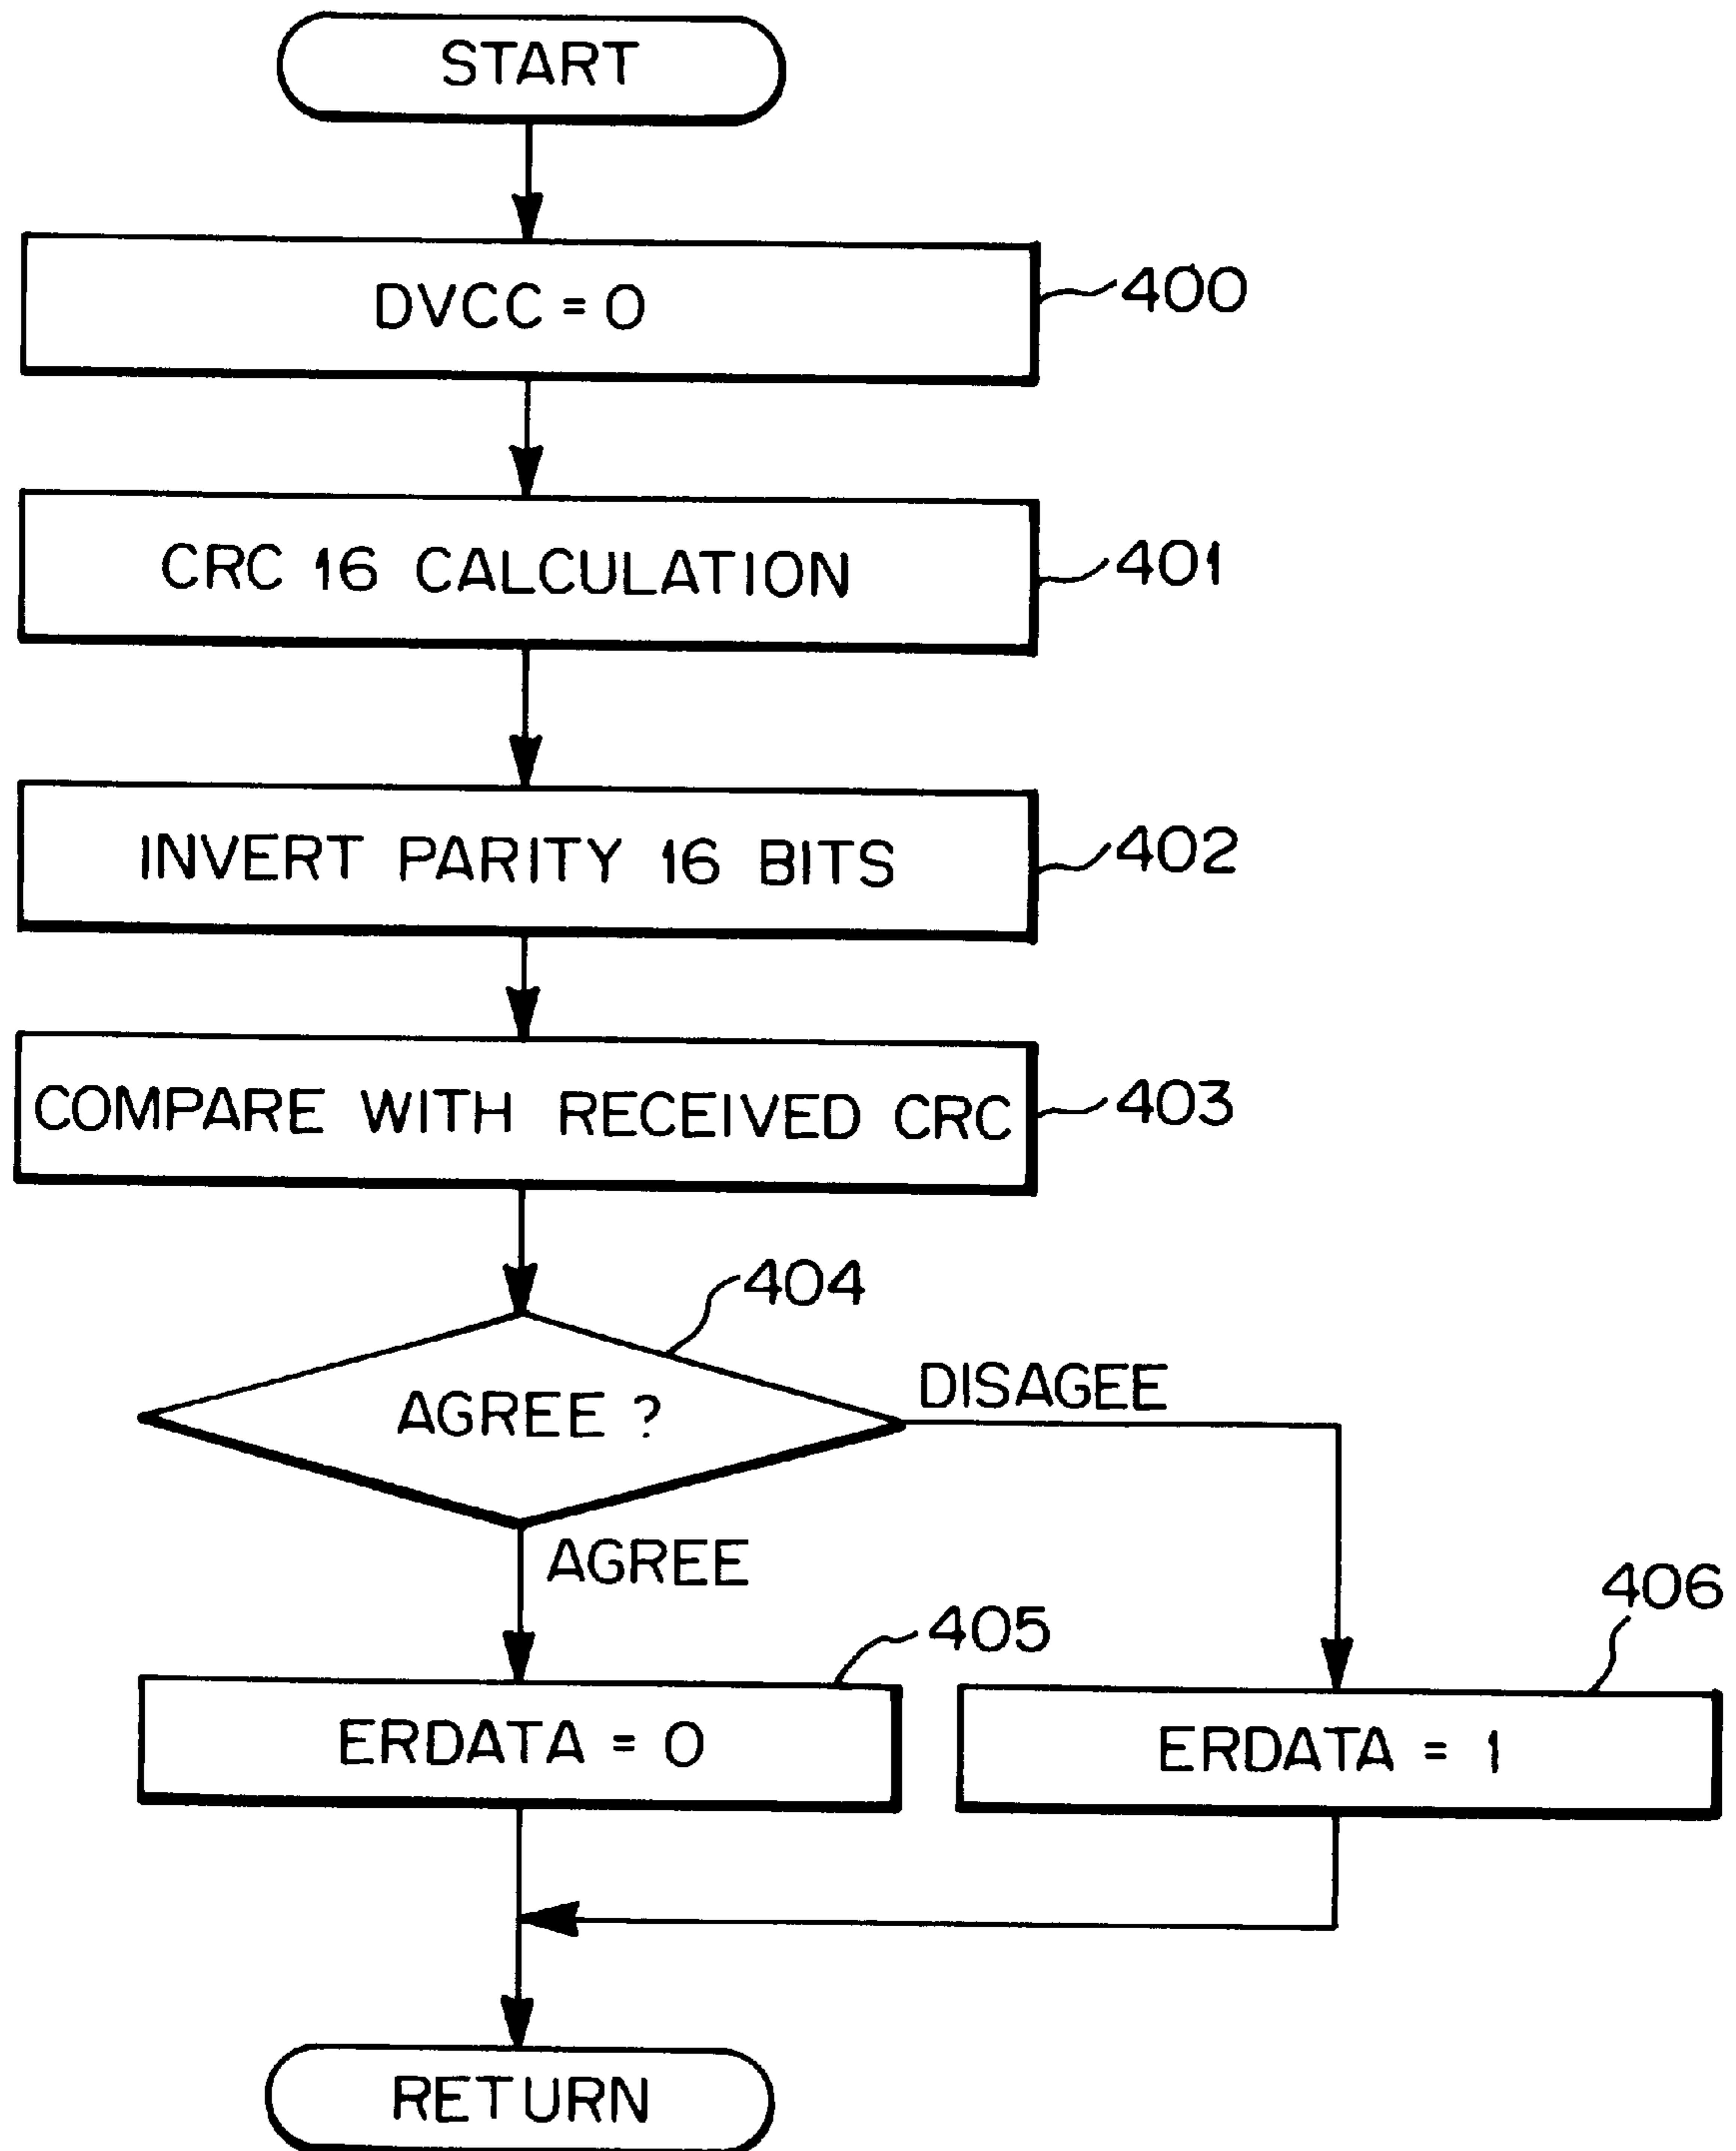 START
DVCC = 0
400
CRC 16 CALCULATION
401
INVERT PARITY 16 BITS
402
COMPARE WITH RECEIVED CRC
403
404
AGREE ?
DISAGEE
AGREE
405
406
ERDATA = 0
ERDATA = 1
RETURN